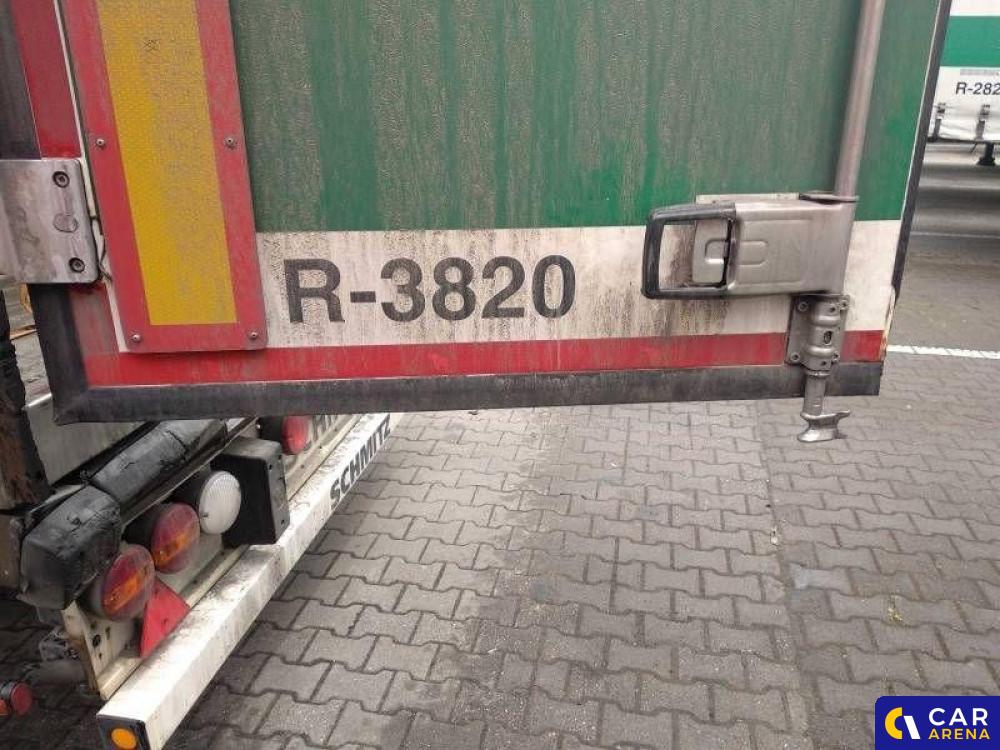 R-282
R-3820
SCHMITZ
CAR
ARENA